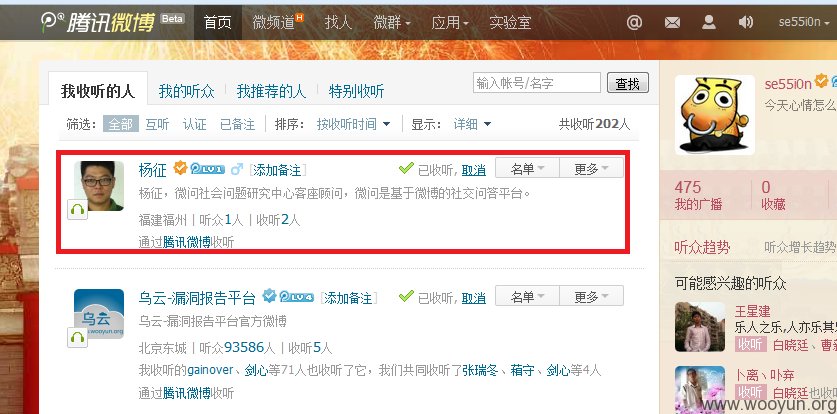 腾讯微博 Beta 首页 微频道 H 找人 微群 应用 实验室 se55i0n
我收听的人 我的听众 我推荐的人 特别收听 输入帐号/名字 查找
筛选： 全部 互听 认证 已备注 排序： 按收听时间 显示： 详细 共收听202人
杨征 LV1 [添加备注] 已收听, 取消 名单 更多
杨征，微问社会问题研究中心客座顾问，微问是基于微博的社交问答平台。
福建福州 | 听众1人 | 收听2人
通过腾讯微博收听
乌云-漏洞报告平台 LV4 [添加备注] 已收听, 取消 名单 更多
乌云-漏洞报告平台官方微博
北京东城 | 听众93586人 | 收听5人
我收听的gainover、剑心等71人也收听了它，我们共同收听了张瑞冬、蕏守、剑心等4人
通过腾讯微博收听
乌云
www.wooyun.org
se55i0n
今天心情怎么
475 0
我的广播 收藏
听众趋势 听众增长趋势
可能感兴趣的听众
王星建
乐人之乐,人亦乐其
收听 白晓廷、曹
卜离丶卟弃
收听 白晓廷也收
www.wooyun.org